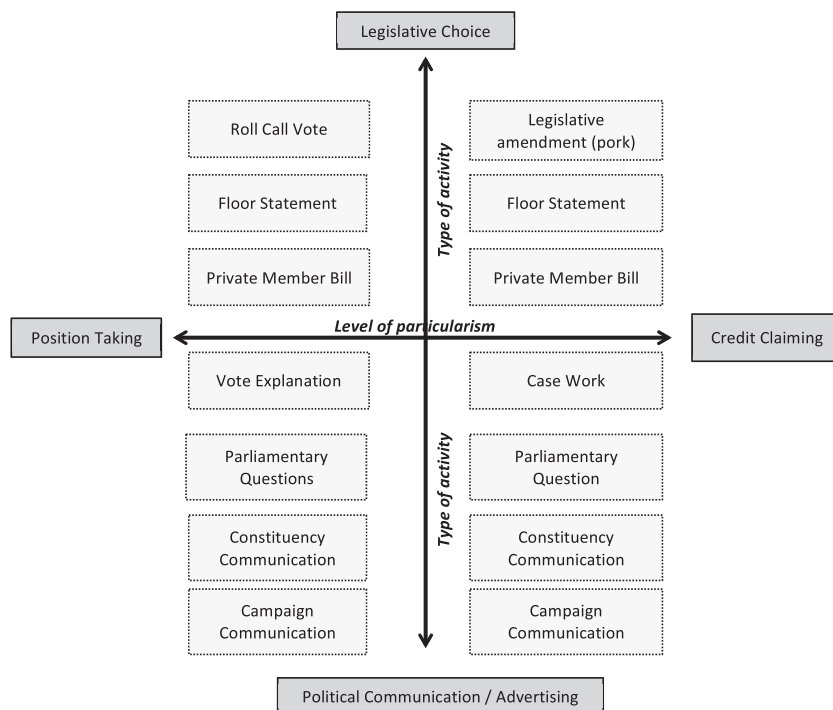 Legislative Choice
Roll Call Vote
Legislative
amendment (pork)
Type of activity
Floor Statement
Floor Statement
Private Member Bill
Private Member Bill
Level of particularism
Position Taking
Credit Claiming
Vote Explanation
Case Work
Parliamentary
Questions
Type of activity
Parliamentary
Question
Constituency
Communication
Constituency
Communication
Campaign
Communication
Campaign
Communication
Political Communication / Advertising